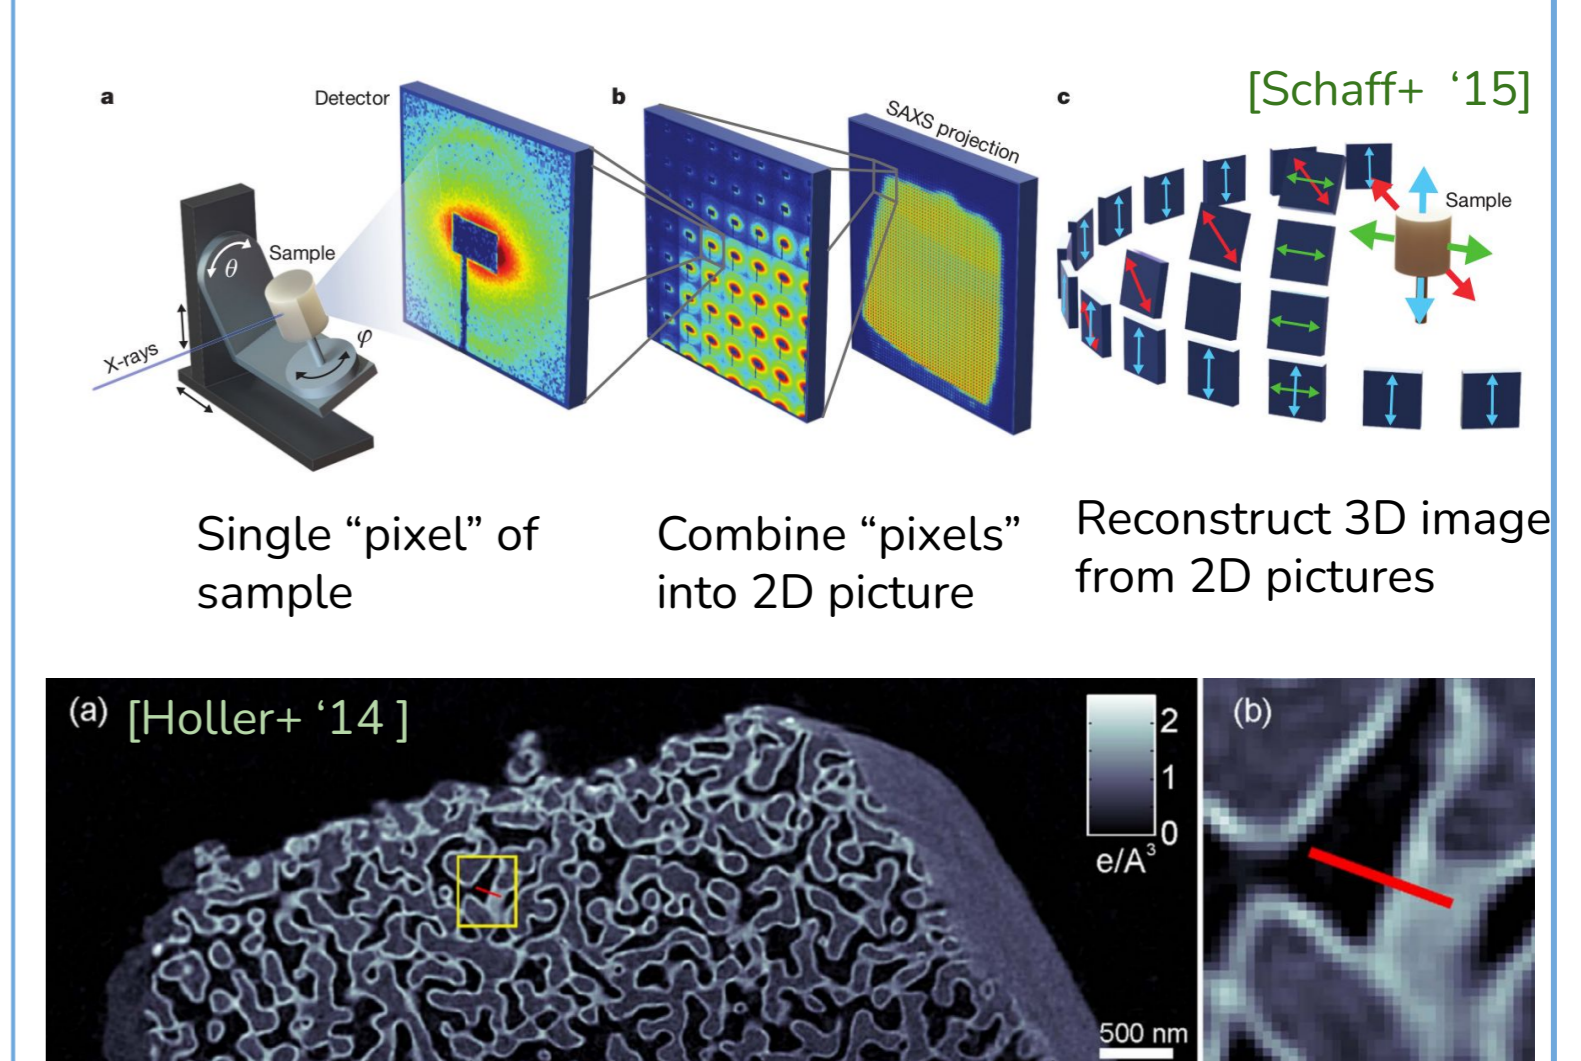 [Schaff+ ‘15]
a
Detector
Sample
θ
φ
X-rays
b
SAXS projection
c
Sample
Single “pixel” of
sample
Combine “pixels”
into 2D picture
Reconstruct 3D image
from 2D pictures
(a)
[Holler+ ‘14 ]
2
1
0
e/A³
500 nm
(b)